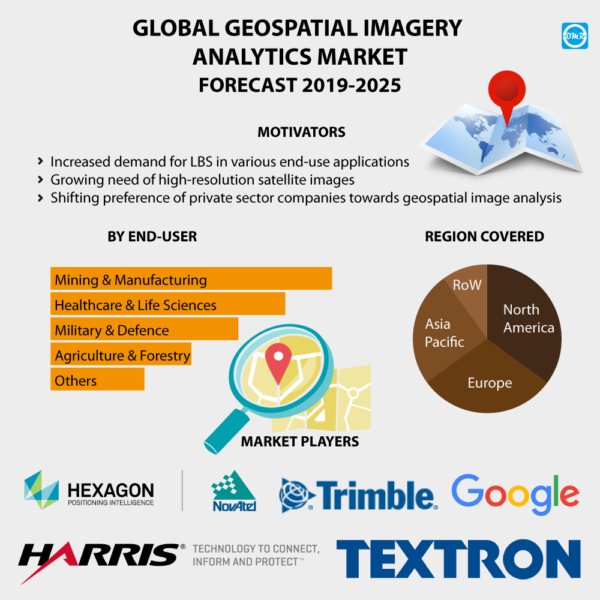 GLOBAL GEOSPATIAL IMAGERY
ANALYTICS MARKET
FORECAST 2019-2025
DMR
MOTIVATORS
Increased demand for LBS in various end-use applications
Growing need of high-resolution satellite images
Shifting preference of private sector companies towards geospatial image analysis
BY END-USER
Mining & Manufacturing
Healthcare & Life Sciences
Military & Defence
Agriculture & Forestry
Others
REGION COVERED
RoW
North
America
Asia
Pacific
Europe
MARKET PLAYERS
HEXAGON
POSITIONING INTELLIGENCE
NovAtel
Trimble®
Google
HARRIS®
TECHNOLOGY TO CONNECT,
INFORM AND PROTECT™
TEXTRON